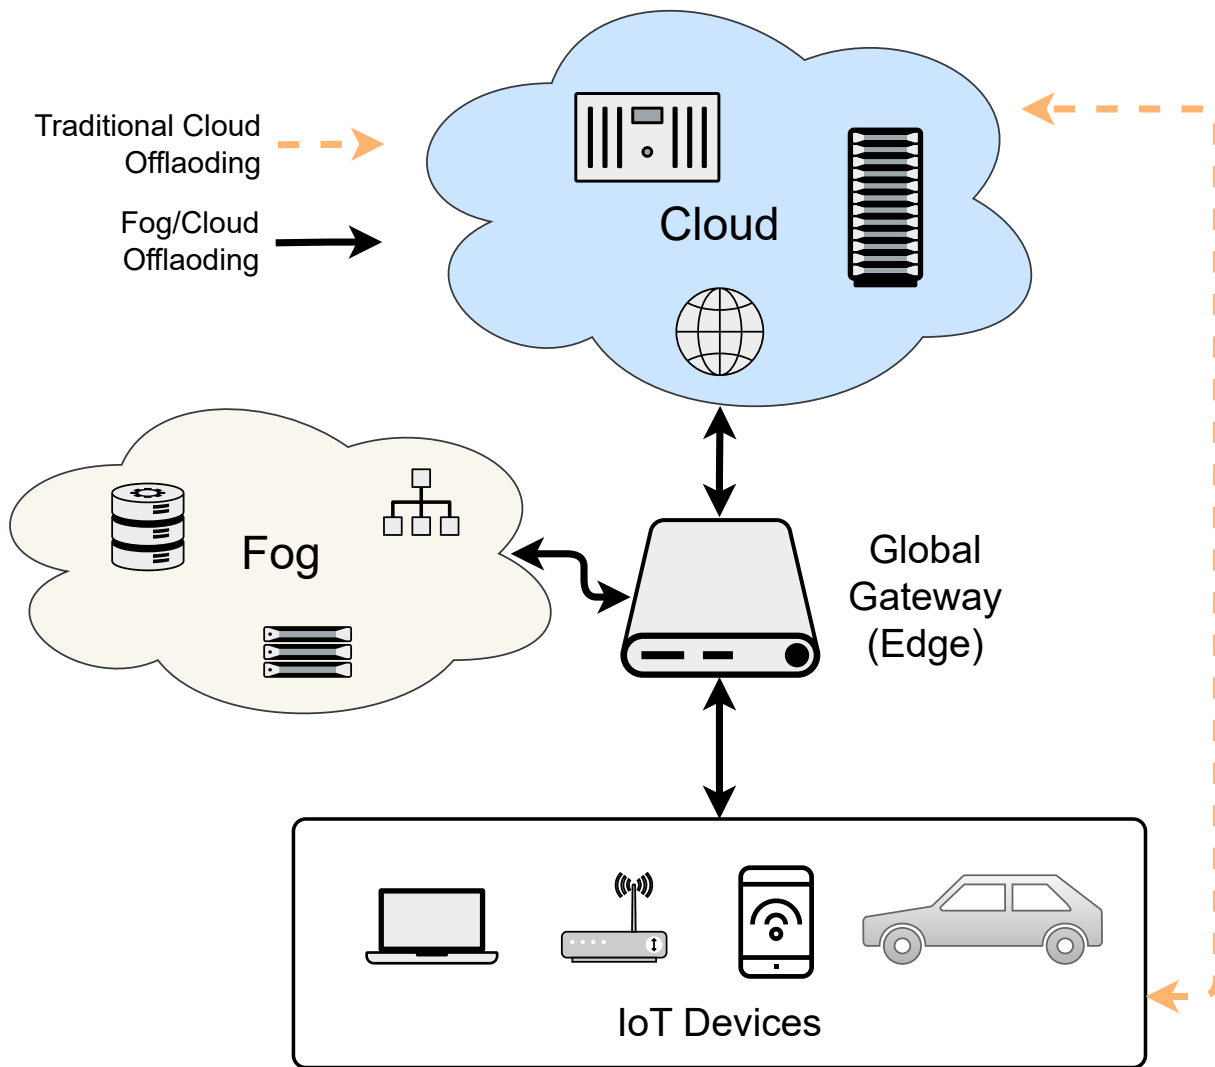 Traditional Cloud
Offlaoding
Fog/Cloud
Offlaoding
Cloud
Fog
Global
Gateway
(Edge)
IoT Devices